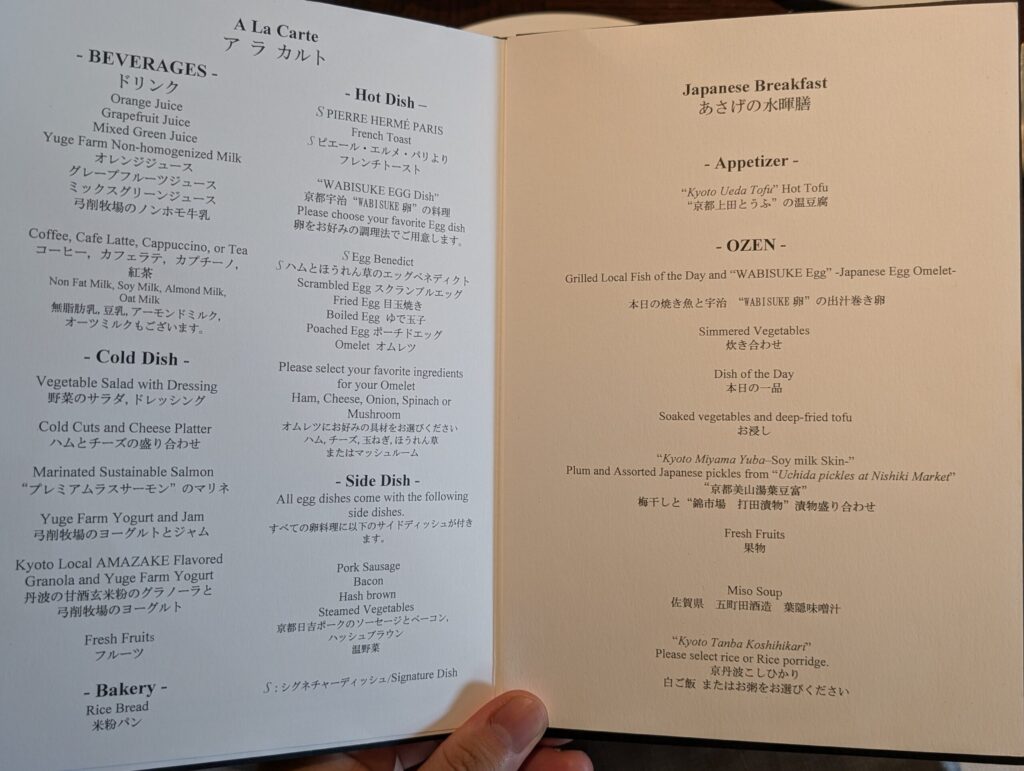 A La Carte
ア ラ カルト
- BEVERAGES -
ドリンク
Orange Juice
Grapefruit Juice
Mixed Green Juice
Yuge Farm Non-homogenized Milk
オレンジジュース
グレープフルーツジュース
ミックスグリーンジュース
弓削牧場のノンホモ牛乳
Coffee, Cafe Latte, Cappuccino, or Tea
コーヒー, カフェラテ, カプチーノ,
紅茶
Non Fat Milk, Soy Milk, Almond Milk,
Oat Milk
無脂肪乳, 豆乳, アーモンドミルク,
オーツミルクもございます。
- Cold Dish -
Vegetable Salad with Dressing
野菜のサラダ, ドレッシング
Cold Cuts and Cheese Platter
ハムとチーズの盛り合わせ
Marinated Sustainable Salmon
“プレミアムラスサーモン”のマリネ
Yuge Farm Yogurt and Jam
弓削牧場のヨーグルトとジャム
Kyoto Local AMAZAKE Flavored
Granola and Yuge Farm Yogurt
丹波の甘酒玄米粉のグラノーラと
弓削牧場のヨーグルト
Fresh Fruits
フルーツ
- Bakery -
Rice Bread
米粉パン
- Hot Dish –
S PIERRE HERMÉ PARIS
French Toast
S ピエール・エルメ・パリより
フレンチトースト
“WABISUKE EGG Dish”
京都宇治 “WABISUKE 卵” の料理
Please choose your favorite Egg dish
卵をお好みの調理法でご用意します。
S Egg Benedict
S ハムとほうれん草のエッグベネディクト
Scrambled Egg スクランブルエッグ
Fried Egg 目玉焼き
Boiled Egg ゆで玉子
Poached Egg ポーチドエッグ
Omelet オムレツ
Please select your favorite ingredients
for your Omelet
Ham, Cheese, Onion, Spinach or
Mushroom
オムレツにお好みの具材をお選びください
ハム, チーズ, 玉ねぎ, ほうれん草
またはマッシュルーム
- Side Dish -
All egg dishes come with the following
side dishes.
すべての卵料理に以下のサイドディッシュが付き
ます。
Pork Sausage
Bacon
Hash brown
Steamed Vegetables
京都日吉ポークのソーセージとベーコン,
ハッシュブラウン
温野菜
S : シグネチャーディッシュ/Signature Dish
Japanese Breakfast
あさげの水暉膳
- Appetizer -
“Kyoto Ueda Tofu” Hot Tofu
“京都上田とうふ” の温豆腐
- OZEN -
Grilled Local Fish of the Day and “WABISUKE Egg” -Japanese Egg Omelet-
本日の焼き魚と宇治 “WABISUKE 卵” の出汁巻き卵
Simmered Vegetables
炊き合わせ
Dish of the Day
本日の一品
Soaked vegetables and deep-fried tofu
お浸し
“Kyoto Miyama Yuba–Soy milk Skin-”
Plum and Assorted Japanese pickles from “Uchida pickles at Nishiki Market”
“京都美山湯葉豆富”
梅干しと “錦市場 打田漬物” 漬物盛り合わせ
Fresh Fruits
果物
Miso Soup
佐賀県 五町田酒造 葉隠味噌汁
“Kyoto Tanba Koshihikari”
Please select rice or Rice porridge.
京丹波こしひかり
白ご飯 またはお粥をお選びください